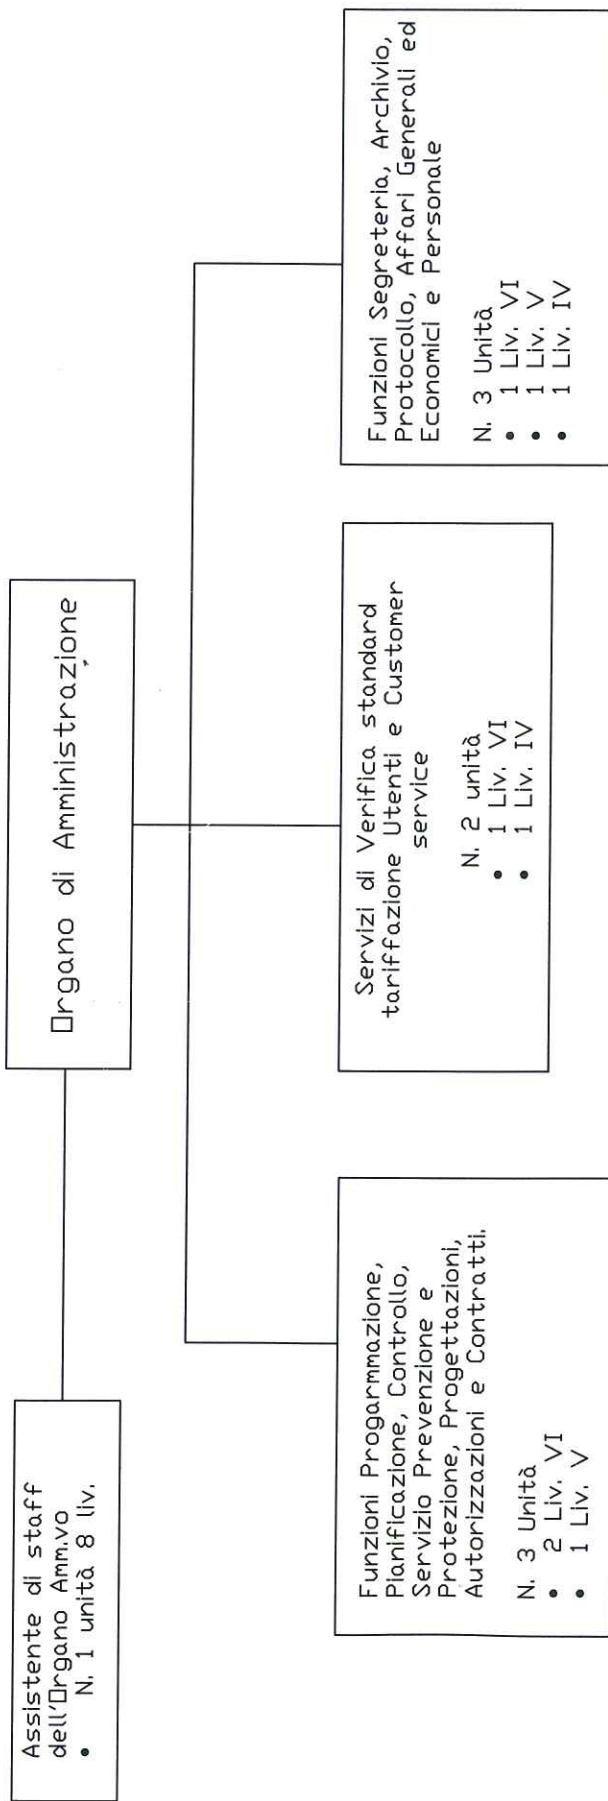 Assistente di staff
dell'Organo Amm.vo
• N. 1 unità 8 liv.
Organo di Amministrazione
Funzioni Progarmmazione,
Pianificazione, Controllo,
Servizio Prevenzione e
Protezione, Progettazioni,
Autorizzazioni e Contratti.
N. 3 Unità
• 2 Liv. VI
• 1 Liv. V
Servizi di Verifica standard
tariffazione Utenti e Customer
service
N. 2 unità
• 1 Liv. VI
• 1 Liv. IV
Funzioni Segreteria, Archivio,
Protocollo, Affari Generali ed
Economici e Personale
N. 3 Unità
• 1 Liv. VI
• 1 Liv. V
• 1 Liv. IV